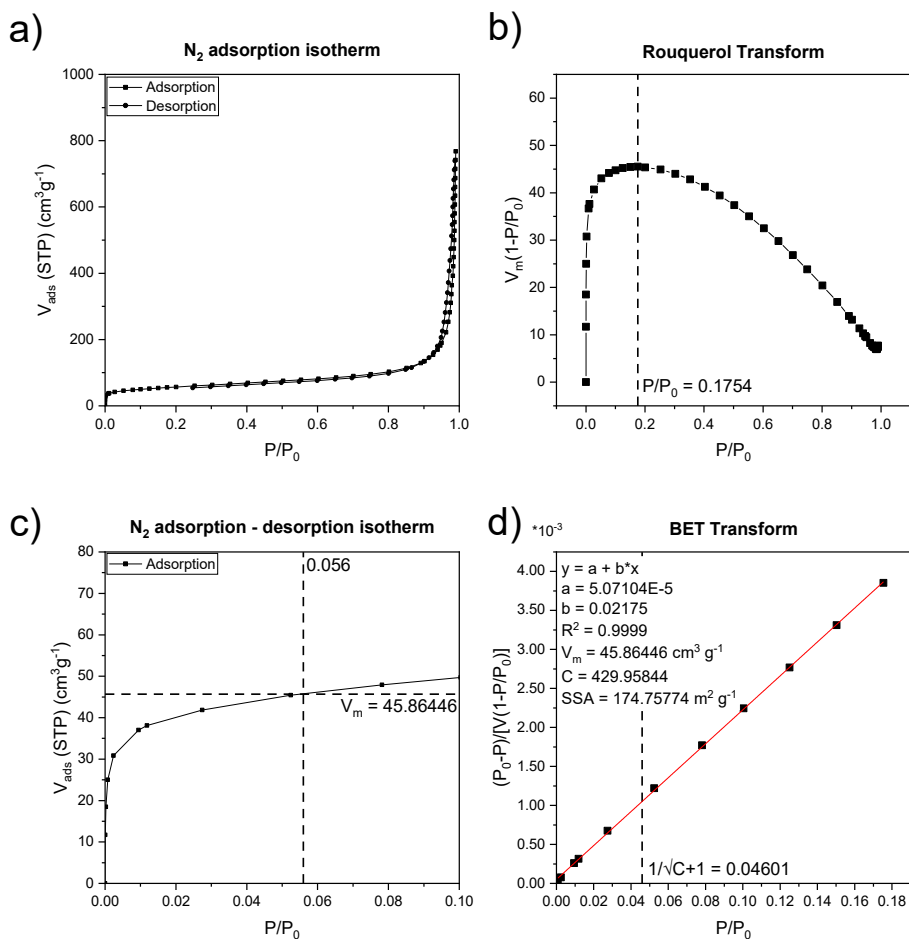 a)
N₂ adsorption isotherm
Adsorption
Desorption
1000
800
600
400
200
0
V_ads (STP) (cm³g⁻¹)
0.0 0.2 0.4 0.6 0.8 1.0
P/P₀
b)
Rouquerol Transform
60
50
40
30
20
10
0
V_m(1-P/P₀)
P/P₀ = 0.1754
0.0 0.2 0.4 0.6 0.8 1.0
P/P₀
c)
N₂ adsorption - desorption isotherm
Adsorption
0.056
80
70
60
50
40
30
20
10
0
V_ads (STP) (cm³g⁻¹)
V_m = 45.86446
0.00 0.02 0.04 0.06 0.08 0.10
P/P₀
d)
*10⁻³
BET Transform
y = a + b*x
a = 5.07104E-5
b = 0.02175
R² = 0.9999
V_m = 45.86446 cm³ g⁻¹
C = 429.95844
SSA = 174.75774 m² g⁻¹
4.00
3.50
3.00
2.50
2.00
1.50
1.00
0.50
0.00
(P₀-P)/[V(1-P/P₀)]
1/√C+1 = 0.04601
0.00 0.02 0.04 0.06 0.08 0.10 0.12 0.14 0.16 0.18
P/P₀